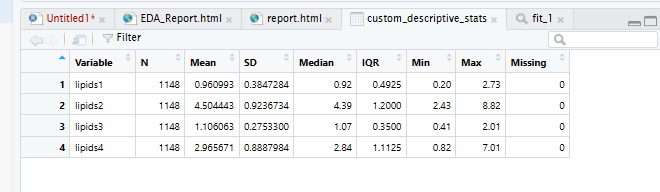 Untitled1* EDA_Report.html report.html custom_descriptive_stats fit_1
Filter
Variable N Mean SD Median IQR Min Max Missing
1 lipids1 1148 0.960993 0.3847284 0.92 0.4925 0.20 2.73 0
2 lipids2 1148 4.504443 0.9236734 4.39 1.2000 2.43 8.82 0
3 lipids3 1148 1.106063 0.2753300 1.07 0.3500 0.41 2.01 0
4 lipids4 1148 2.965671 0.8887984 2.84 1.1125 0.82 7.01 0